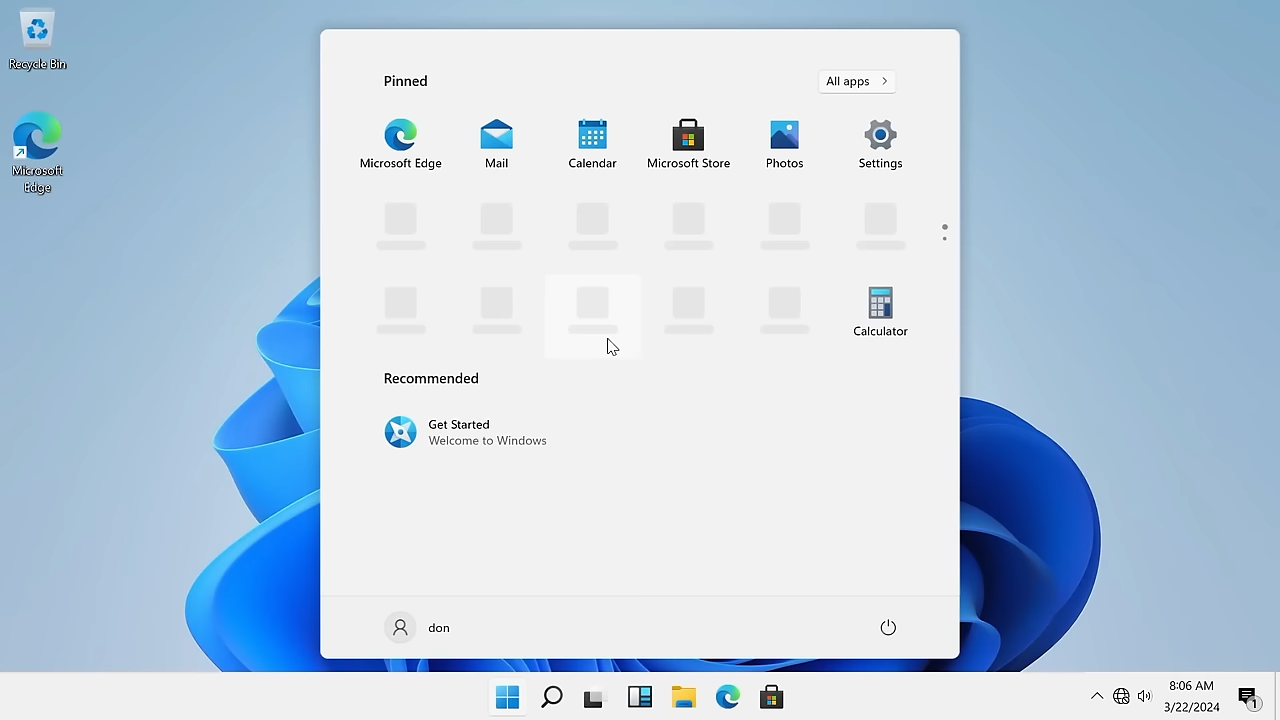 Recycle Bin
Microsoft
Edge
Pinned
All apps
Microsoft Edge
Mail
Calendar
Microsoft Store
Photos
Settings
Calculator
Recommended
Get Started
Welcome to Windows
don
8:06 AM
3/22/2024
1